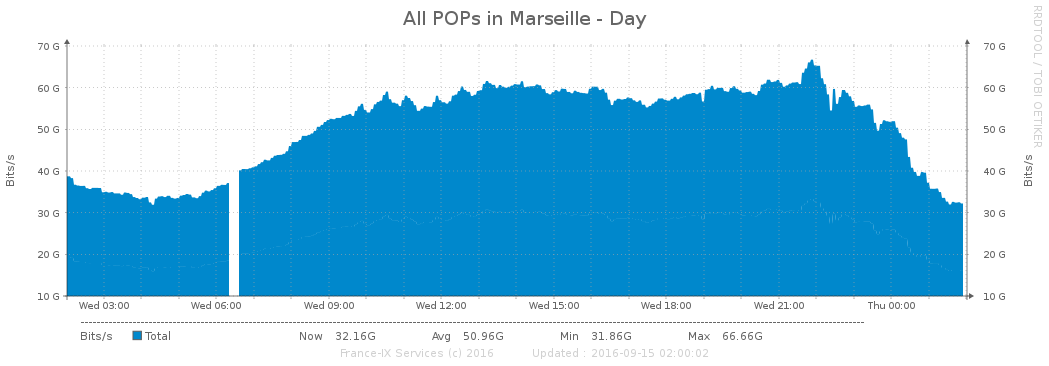 All POPs in Marseille - Day
RRDTOOL / TOBI OETIKER
70 G 70 G
60 G 60 G
50 G 50 G
40 G 40 G
30 G 30 G
20 G 20 G
10 G 10 G
Bits/s Bits/s
Wed 03:00 Wed 06:00 Wed 09:00 Wed 12:00 Wed 15:00 Wed 18:00 Wed 21:00 Thu 00:00
Bits/s Total Now 32.16G Avg 50.96G Min 31.86G Max 66.66G
France-IX Services (c) 2016 Updated : 2016-09-15 02:00:02